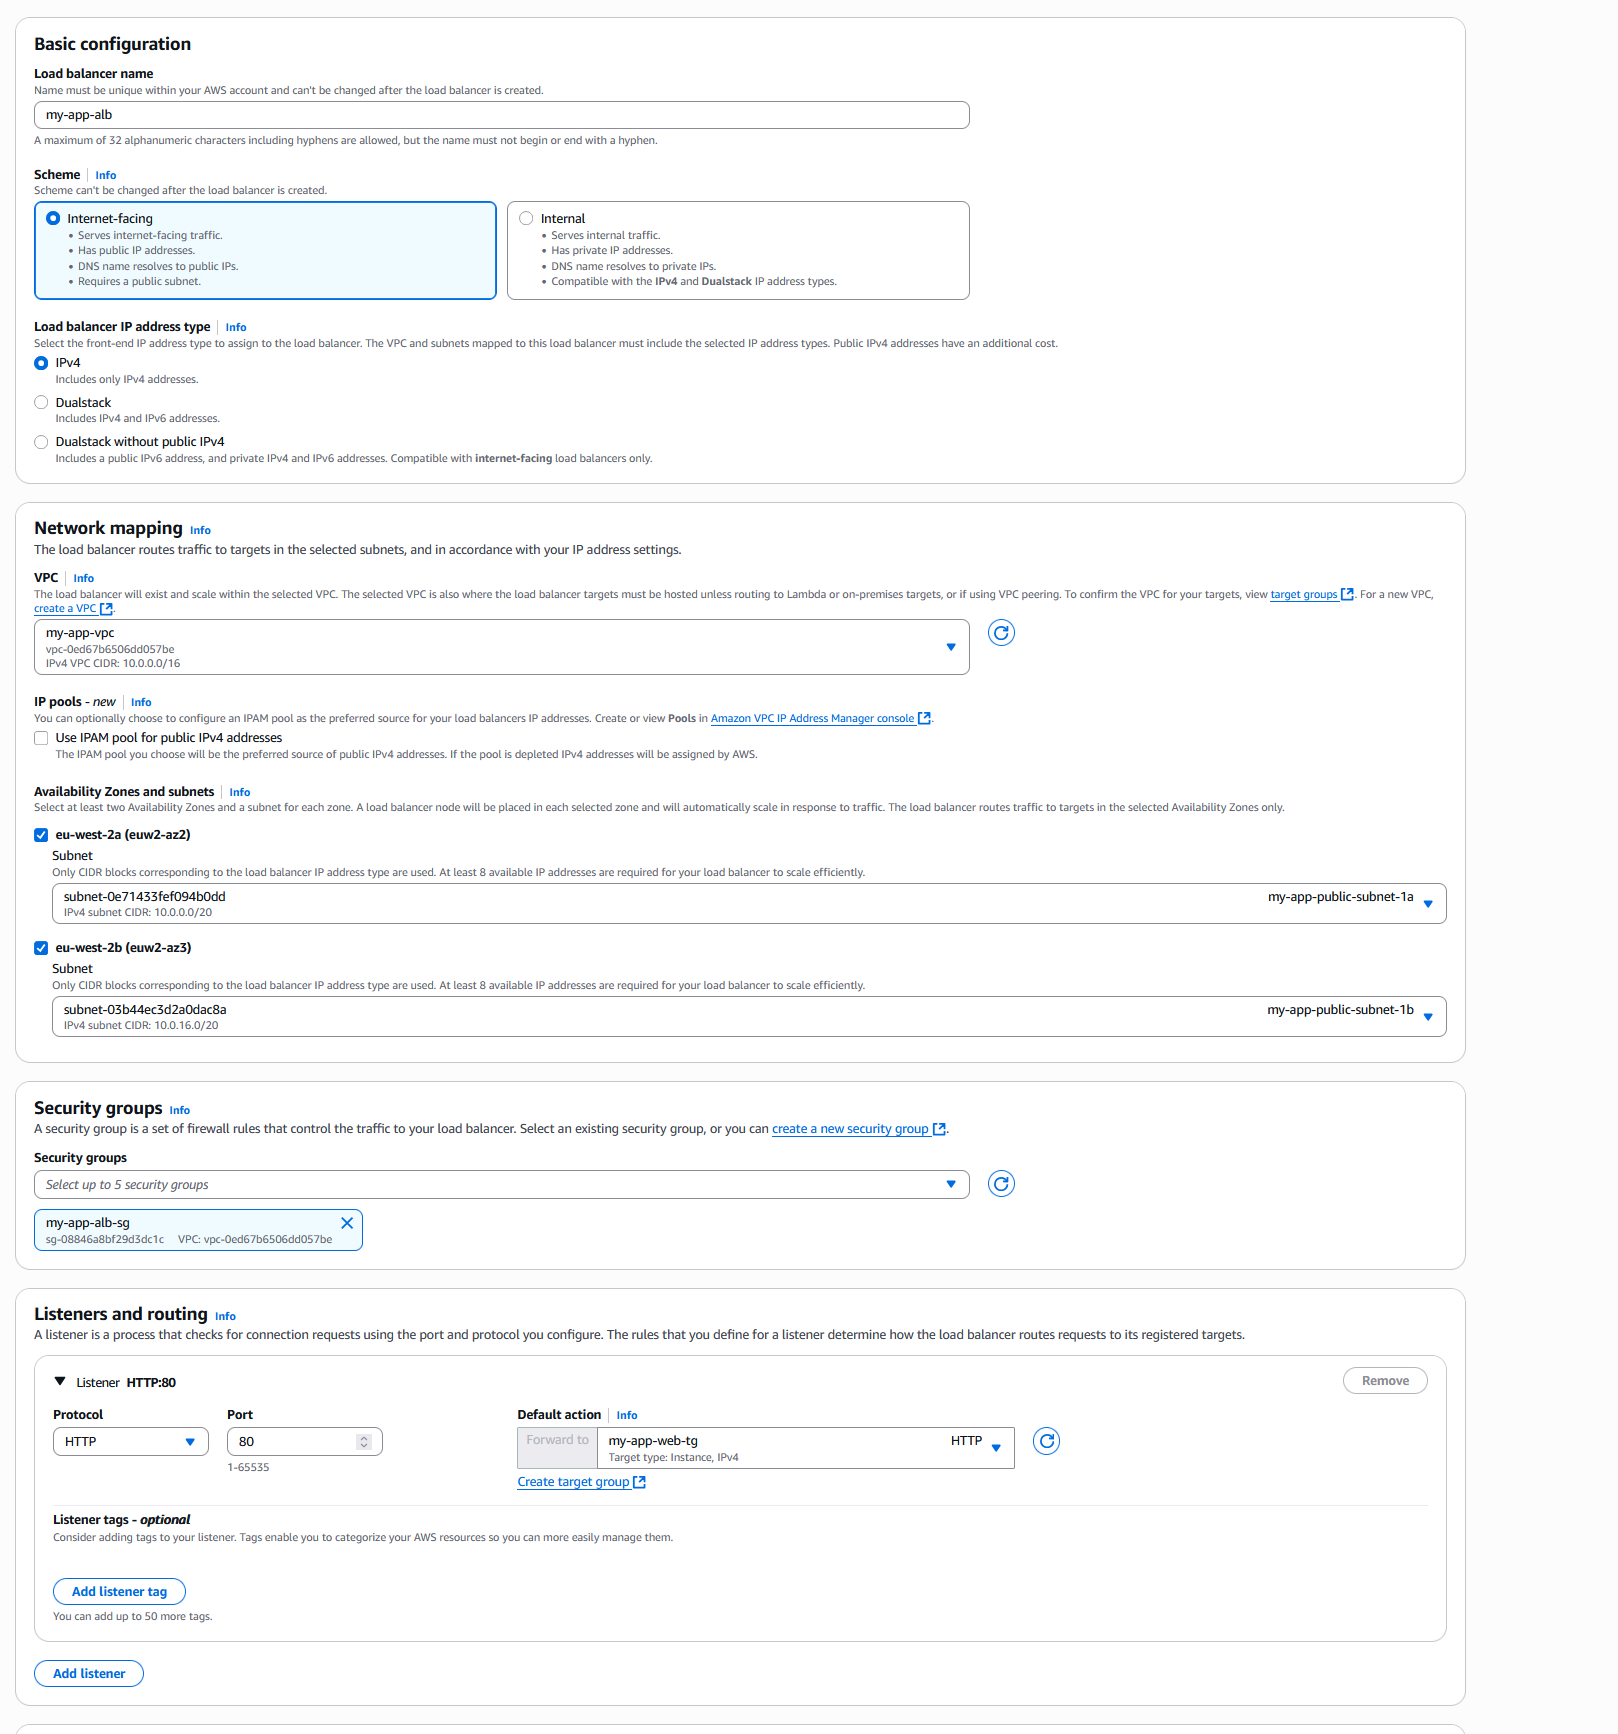 Basic configuration
Load balancer name
Name must be unique within your AWS account and can't be changed after the load balancer is created.
my-app-alb
A maximum of 32 alphanumeric characters including hyphens are allowed, but the name must not begin or end with a hyphen.
Scheme Info
Scheme can't be changed after the load balancer is created.
Internet-facing
• Serves internet-facing traffic.
• Has public IP addresses.
• DNS name resolves to public IPs.
• Requires a public subnet.
Internal
• Serves internal traffic.
• Has private IP addresses.
• DNS name resolves to private IPs.
• Compatible with the IPv4 and Dualstack IP address types.
Load balancer IP address type Info
Select the front-end IP address type to assign to the load balancer. The VPC and subnets mapped to this load balancer must include the selected IP address types. Public IPv4 addresses have an additional cost.
IPv4
Includes only IPv4 addresses.
Dualstack
Includes IPv4 and IPv6 addresses.
Dualstack without public IPv4
Includes a public IPv6 address, and private IPv4 and IPv6 addresses. Compatible with internet-facing load balancers only.
Network mapping Info
The load balancer routes traffic to targets in the selected subnets, and in accordance with your IP address settings.
VPC Info
The load balancer will exist and scale within the selected VPC. The selected VPC is also where the load balancer targets must be hosted unless routing to Lambda or on-premises targets, or if using VPC peering. To confirm the VPC for your targets, view target groups. For a new VPC,
create a VPC.
my-app-vpc
vpc-0ed67b6506dd057be
IPv4 VPC CIDR: 10.0.0.0/16
IP pools - new Info
You can optionally choose to configure an IPAM pool as the preferred source for your load balancers IP addresses. Create or view Pools in Amazon VPC IP Address Manager console.
Use IPAM pool for public IPv4 addresses
The IPAM pool you choose will be the preferred source of public IPv4 addresses. If the pool is depleted IPv4 addresses will be assigned by AWS.
Availability Zones and subnets Info
Select at least two Availability Zones and a subnet for each zone. A load balancer node will be placed in each selected zone and will automatically scale in response to traffic. The load balancer routes traffic to targets in the selected Availability Zones only.
eu-west-2a (euw2-az2)
Subnet
Only CIDR blocks corresponding to the load balancer IP address type are used. At least 8 available IP addresses are required for your load balancer to scale efficiently.
subnet-0e71433fef094b0dd my-app-public-subnet-1a
IPv4 subnet CIDR: 10.0.0.0/20
eu-west-2b (euw2-az3)
Subnet
Only CIDR blocks corresponding to the load balancer IP address type are used. At least 8 available IP addresses are required for your load balancer to scale efficiently.
subnet-03b44ec3d2a0dac8a my-app-public-subnet-1b
IPv4 subnet CIDR: 10.0.16.0/20
Security groups Info
A security group is a set of firewall rules that control the traffic to your load balancer. Select an existing security group, or you can create a new security group.
Security groups
Select up to 5 security groups
my-app-alb-sg
sg-08846a8bf29d3dc1c VPC: vpc-0ed67b6506dd057be
Listeners and routing Info
A listener is a process that checks for connection requests using the port and protocol you configure. The rules that you define for a listener determine how the load balancer routes requests to its registered targets.
Listener HTTP:80 Remove
Protocol Port Default action Info
HTTP 80 Forward to my-app-web-tg HTTP
Target type: Instance, IPv4
1-65535
Create target group
Listener tags - optional
Consider adding tags to your listener. Tags enable you to categorize your AWS resources so you can more easily manage them.
Add listener tag
You can add up to 50 more tags.
Add listener